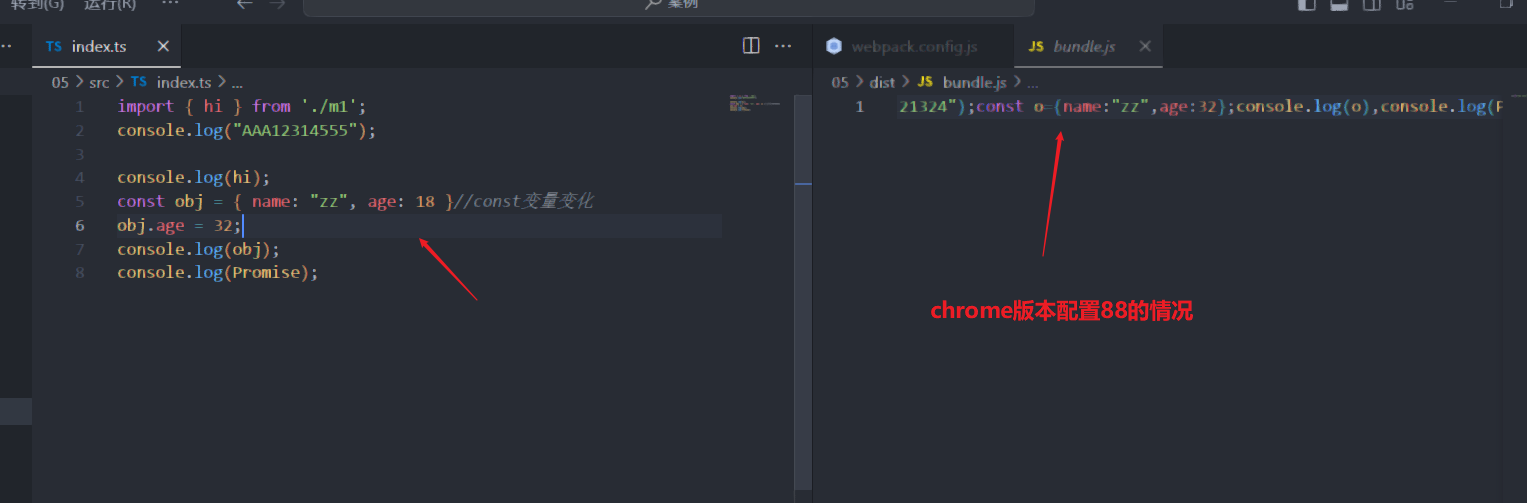 转到(G) 运行(R) ··· 案例
TS index.ts
webpack.config.js
JS bundle.js
05 > src > TS index.ts > ...
05 > dist > JS bundle.js > ...
1 import { hi } from './m1';
2 console.log("AAA12314555");
3
4 console.log(hi);
5 const obj = { name: "zz", age: 18 }//const变量变化
6 obj.age = 32;
7 console.log(obj);
8 console.log(Promise);
1 21324");const o={name:"zz",age:32};console.log(o),console.log(P
chrome版本配置88的情况